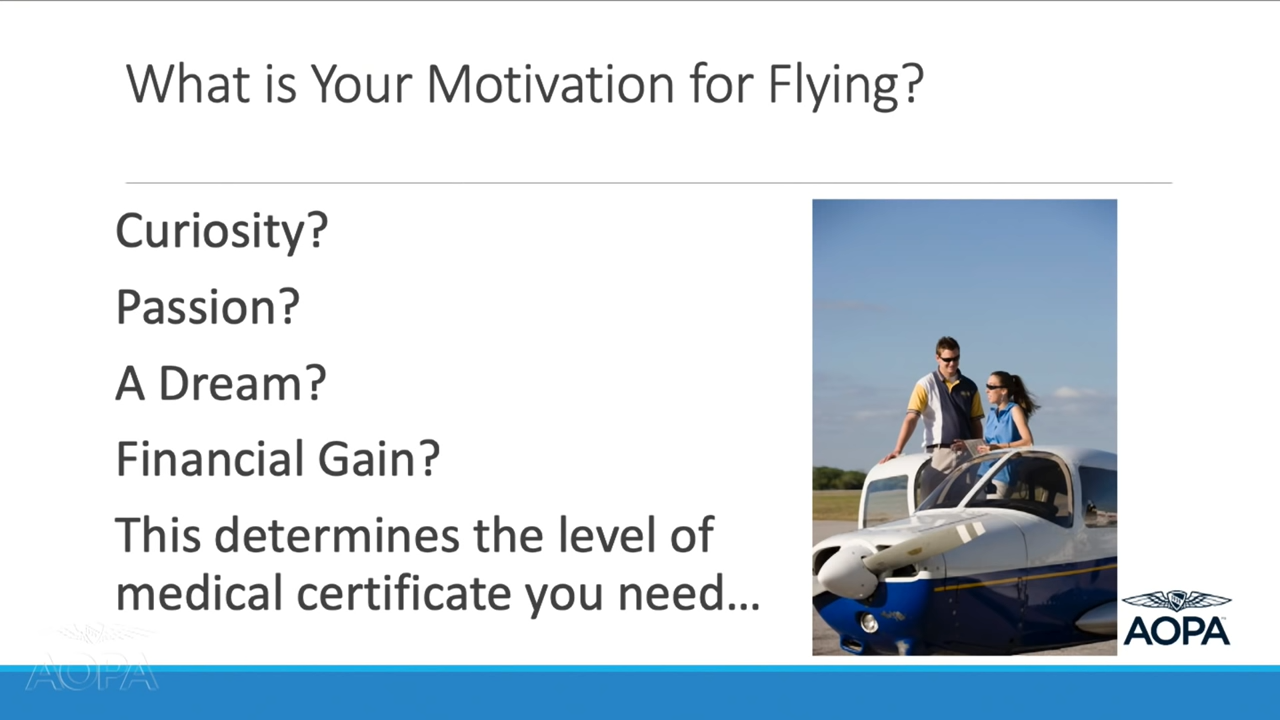 What is Your Motivation for Flying?
Curiosity?
Passion?
A Dream?
Financial Gain?
This determines the level of
medical certificate you need...
AOPA
AOPA